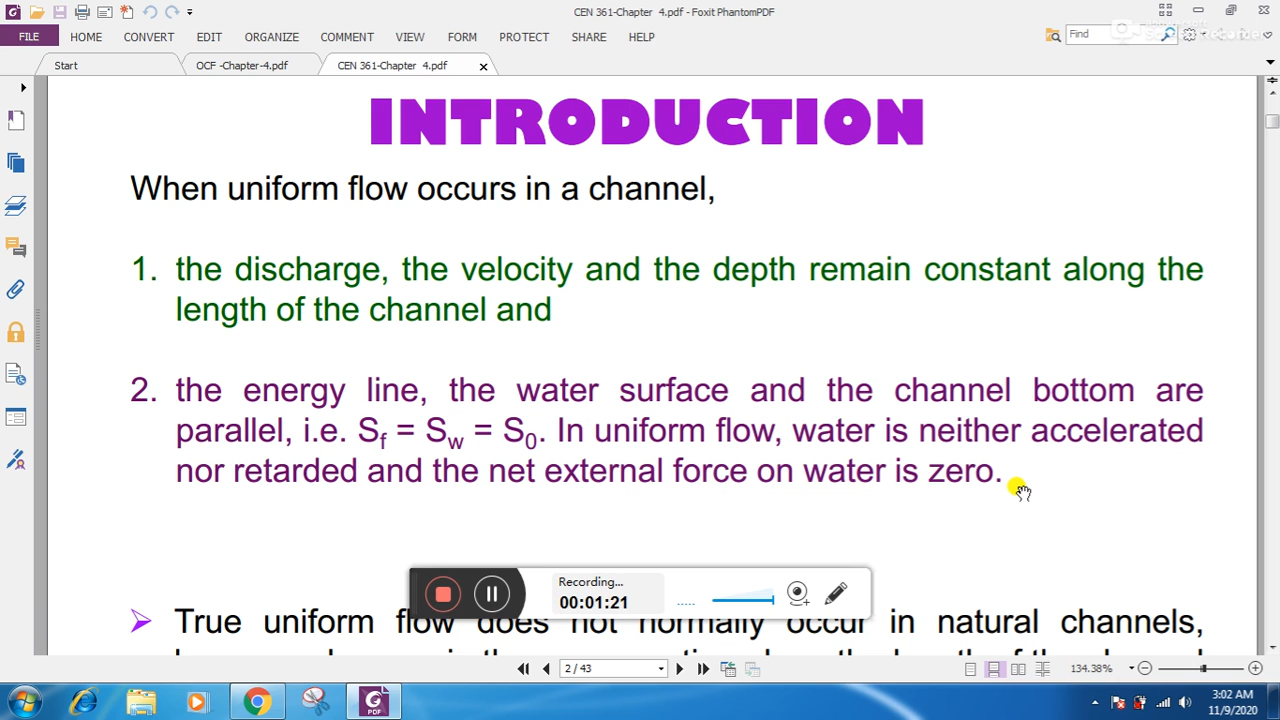 CEN 361-Chapter 4.pdf - Foxit PhantomPDF
FILE HOME CONVERT EDIT ORGANIZE COMMENT VIEW FORM PROTECT SHARE HELP
Find
Start OCF -Chapter-4.pdf CEN 361-Chapter 4.pdf
INTRODUCTION
When uniform flow occurs in a channel,
1. the discharge, the velocity and the depth remain constant along the
length of the channel and
2. the energy line, the water surface and the channel bottom are
parallel, i.e. Sf = Sw = S0. In uniform flow, water is neither accelerated
nor retarded and the net external force on water is zero.
Recording...
00:01:21
True uniform flow does not normally occur in natural channels,
2 / 43
134.38%
PDF
3:02 AM
11/9/2020